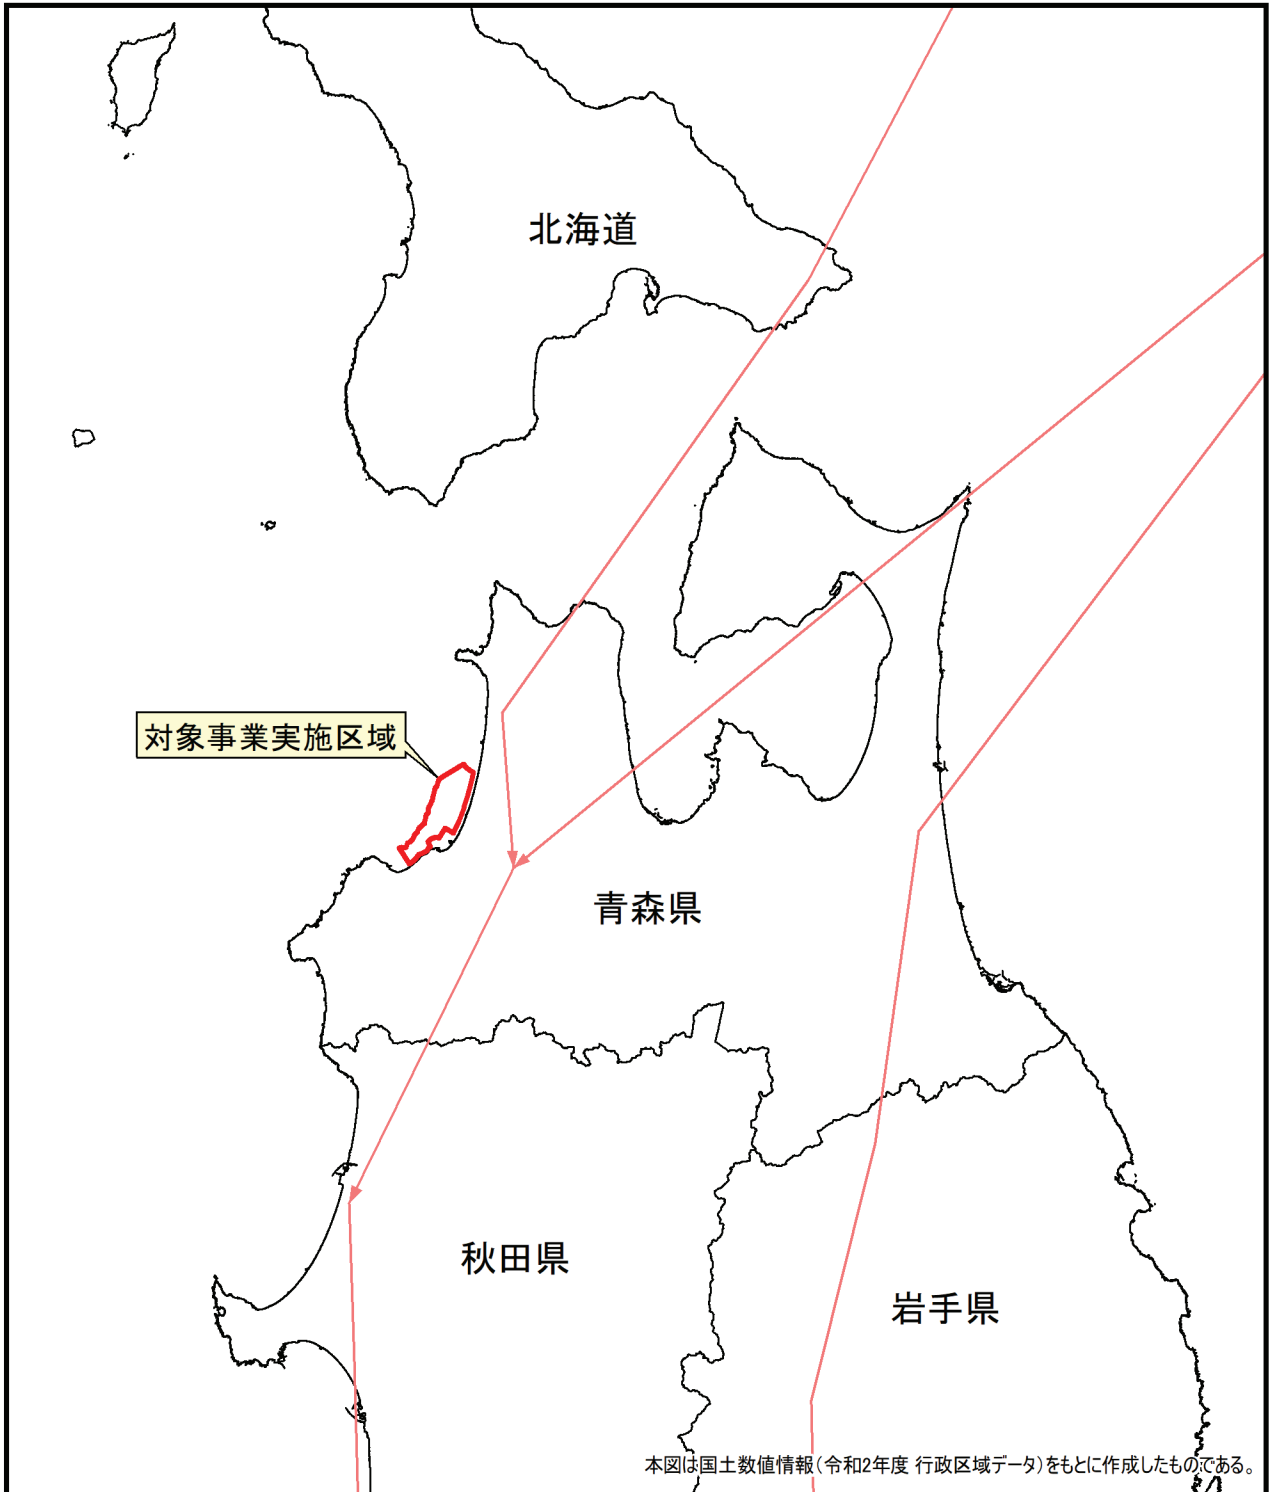 北海道
対象事業実施区域
青森県
秋田県
岩手県
本図は国土数値情報(令和2年度 行政区域データ)をもとに作成したものである。